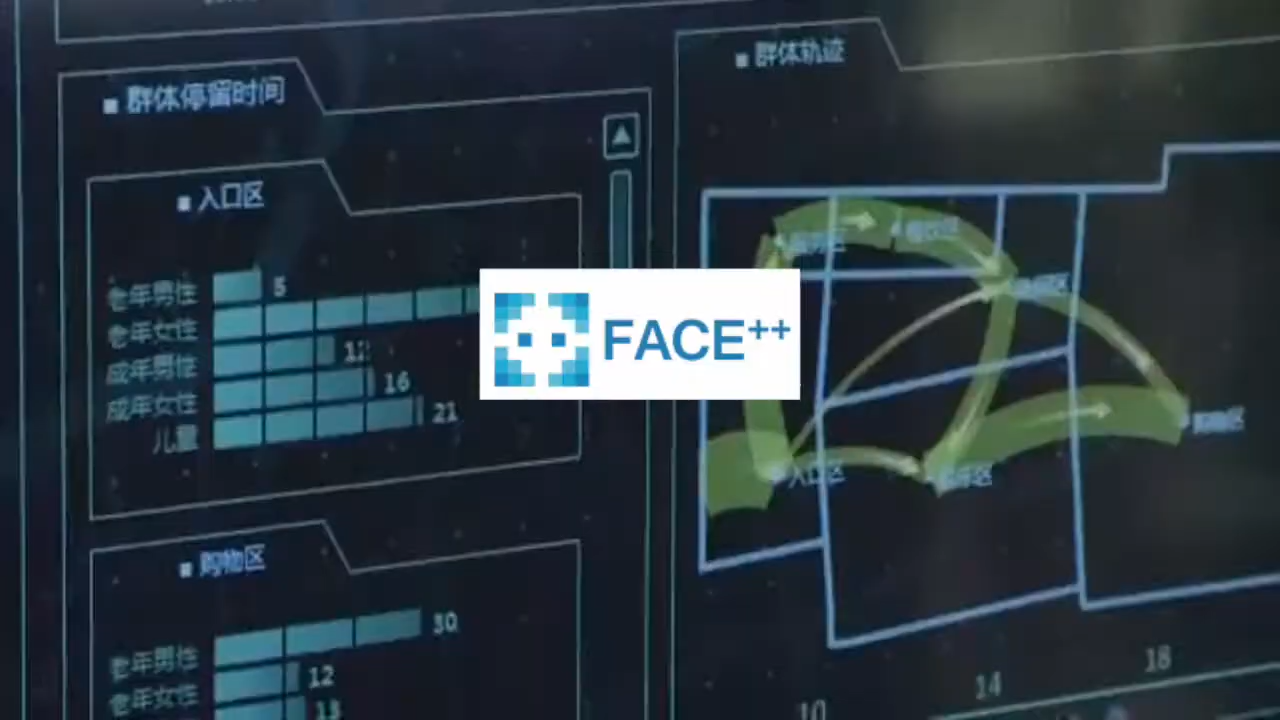 群体停留时间
入口区
老年男性 5
老年女性
成年男性
成年女性 16
儿童 21
购物区
老年男性 30
老年女性 12
13
群体轨迹
入口区
10 14 18
FACE++